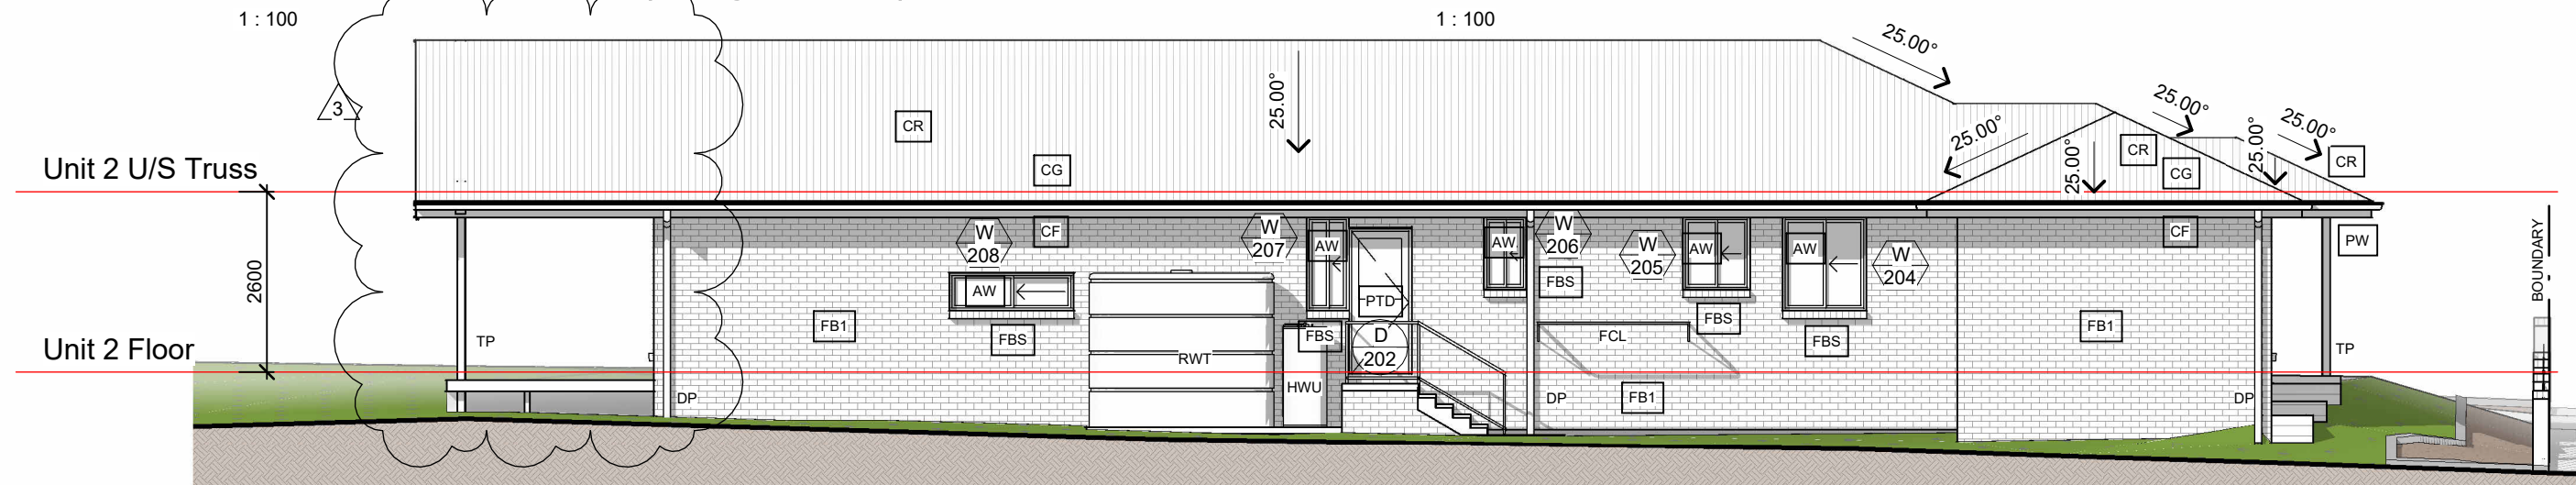 1 : 100
1 : 100
3
25.00°
25.00°
25.00°
25.00°
25.00°
25.00°
25.00°
CR
CG
CR
CG
CR
Unit 2 U/S Truss
2600
Unit 2 Floor
W
208
CF
W
207
AW
AW
W
206
W
205
AW
AW
W
204
CF
PW
BOUNDARY
AW
FBS
PTD
FB1
FBS
FBS
D
202
FCL
FBS
FBS
FB1
TP
TP
RWT
HWU
DP
DP
FB1
DP